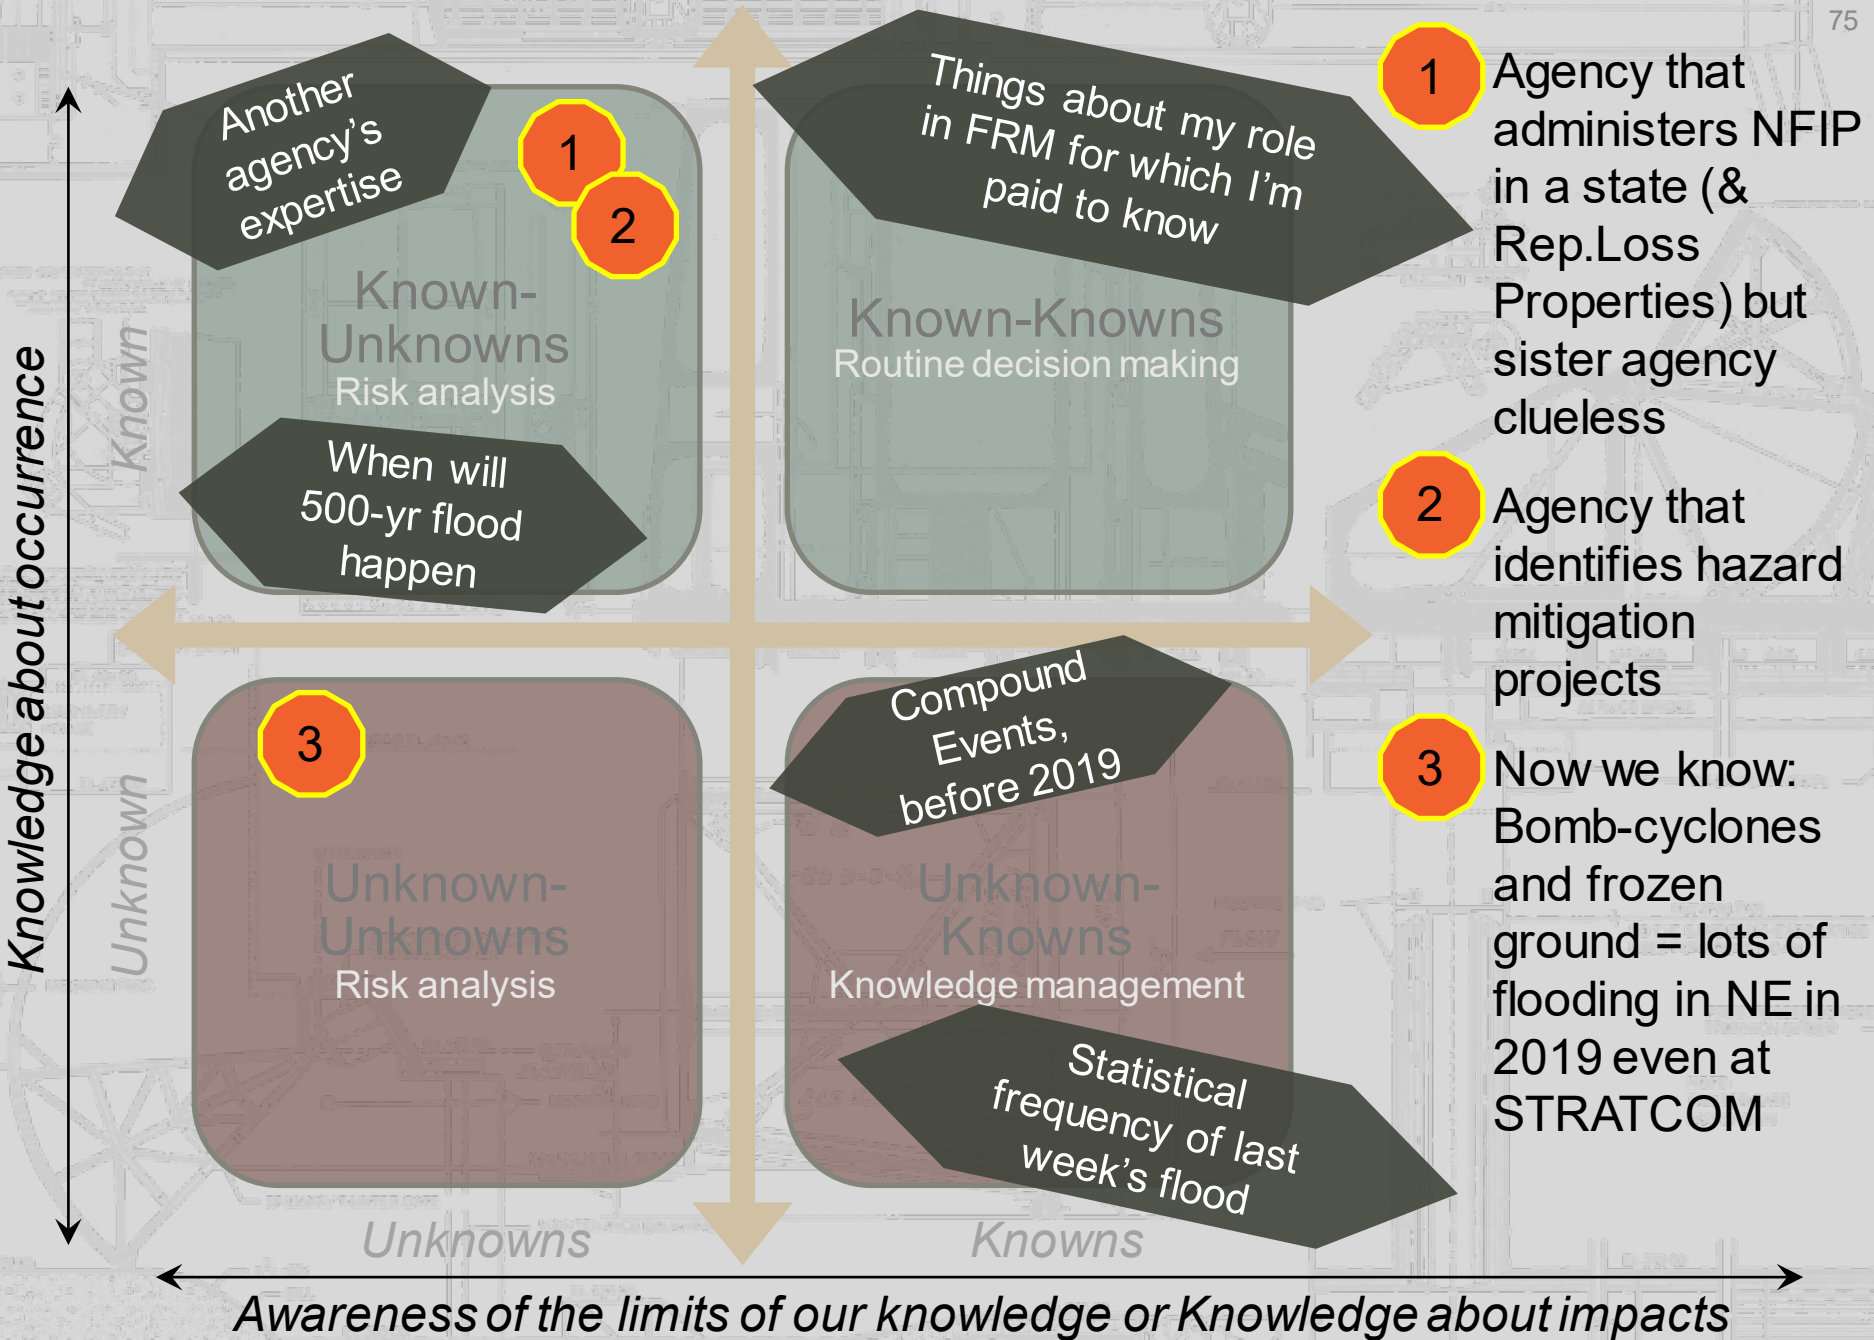 75
Another
agency's
expertise
1
2
Known-
Unknowns
Risk analysis
When will
500-yr flood
happen
Things about my role
in FRM for which I'm
paid to know
Known-Knowns
Routine decision making
3
Unknown-
Unknowns
Risk analysis
Compound
Events,
before 2019
Unknown-
Knowns
Knowledge management
Statistical
frequency of last
week's flood
Knowledge about occurrence
Known
Unknown
Unknowns
Knowns
Awareness of the limits of our knowledge or Knowledge about impacts
1
Agency that
administers NFIP
in a state (&
Rep.Loss
Properties) but
sister agency
clueless
2
Agency that
identifies hazard
mitigation
projects
3
Now we know:
Bomb-cyclones
and frozen
ground = lots of
flooding in NE in
2019 even at
STRATCOM